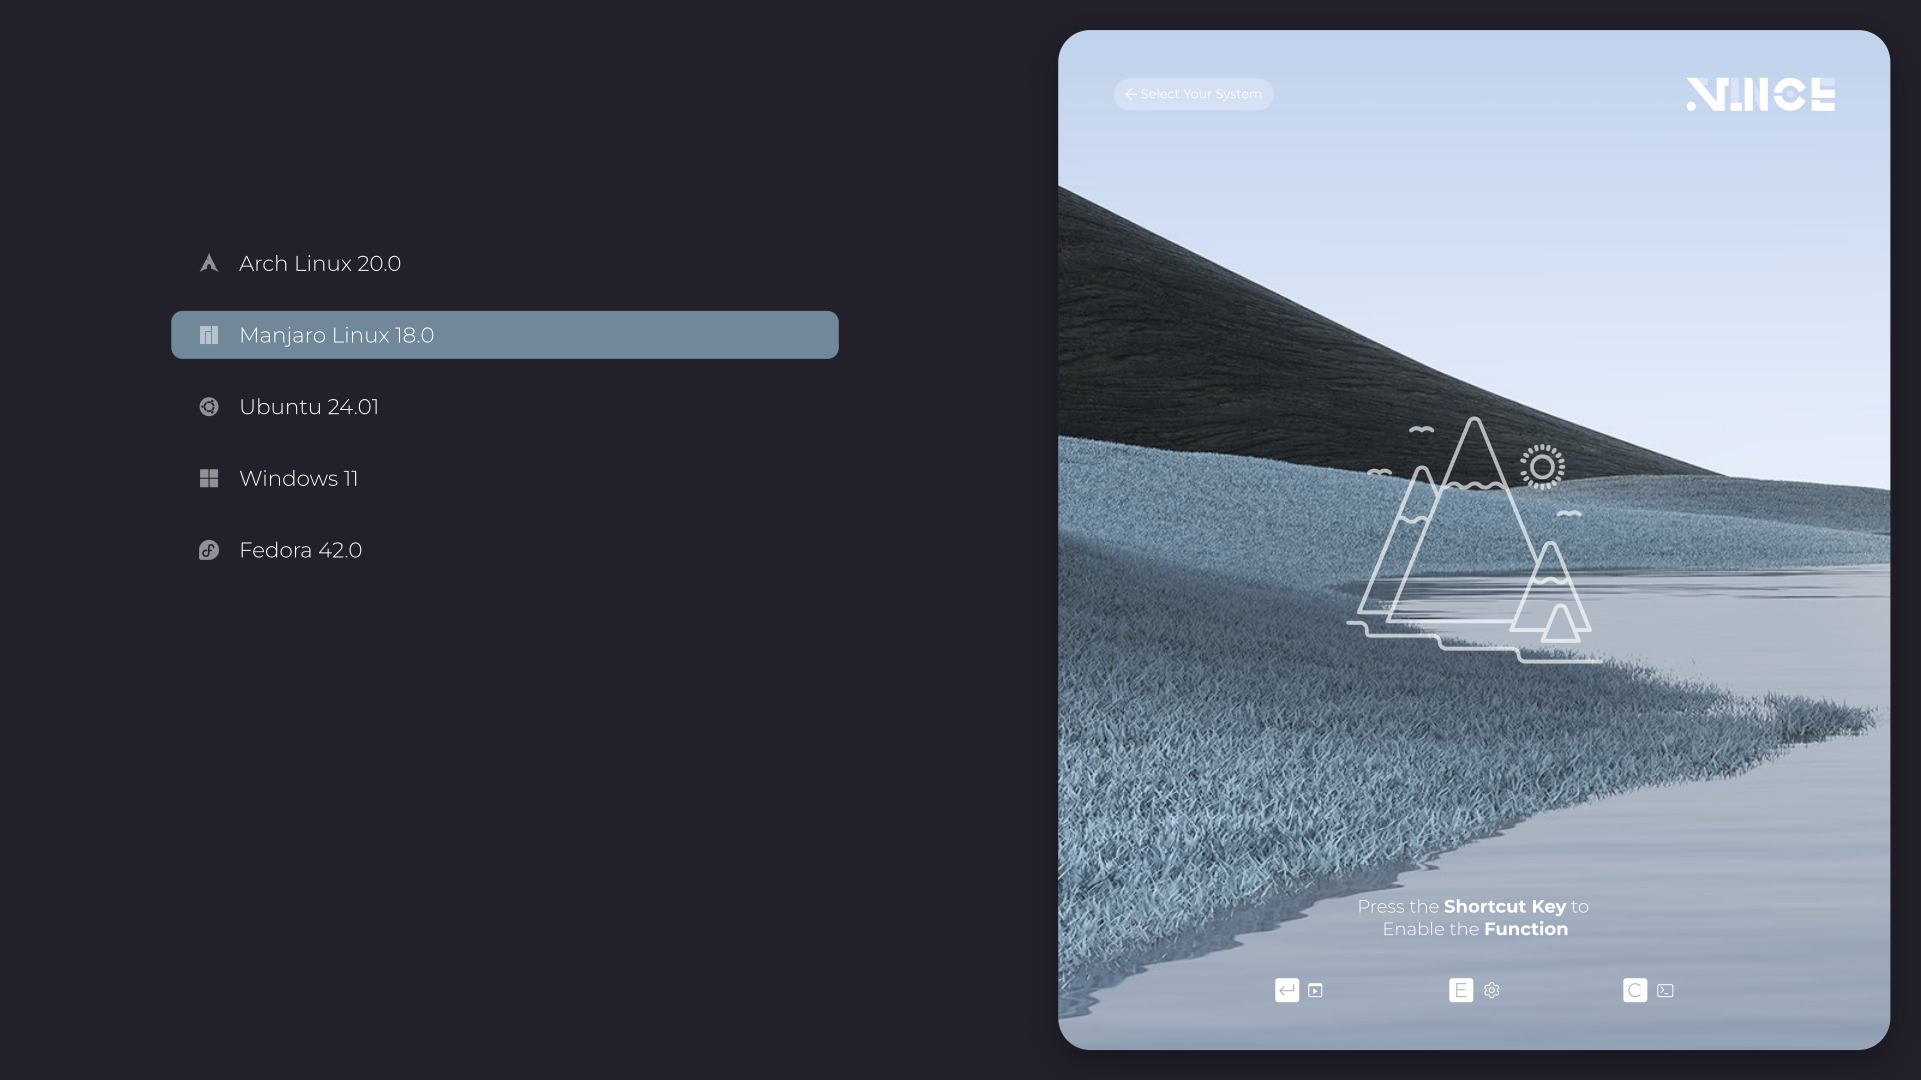 Arch Linux 20.0
Manjaro Linux 18.0
Ubuntu 24.01
Windows 11
Fedora 42.0
← Select Your System
.VINCE
Press the Shortcut Key to
Enable the Function
E
C